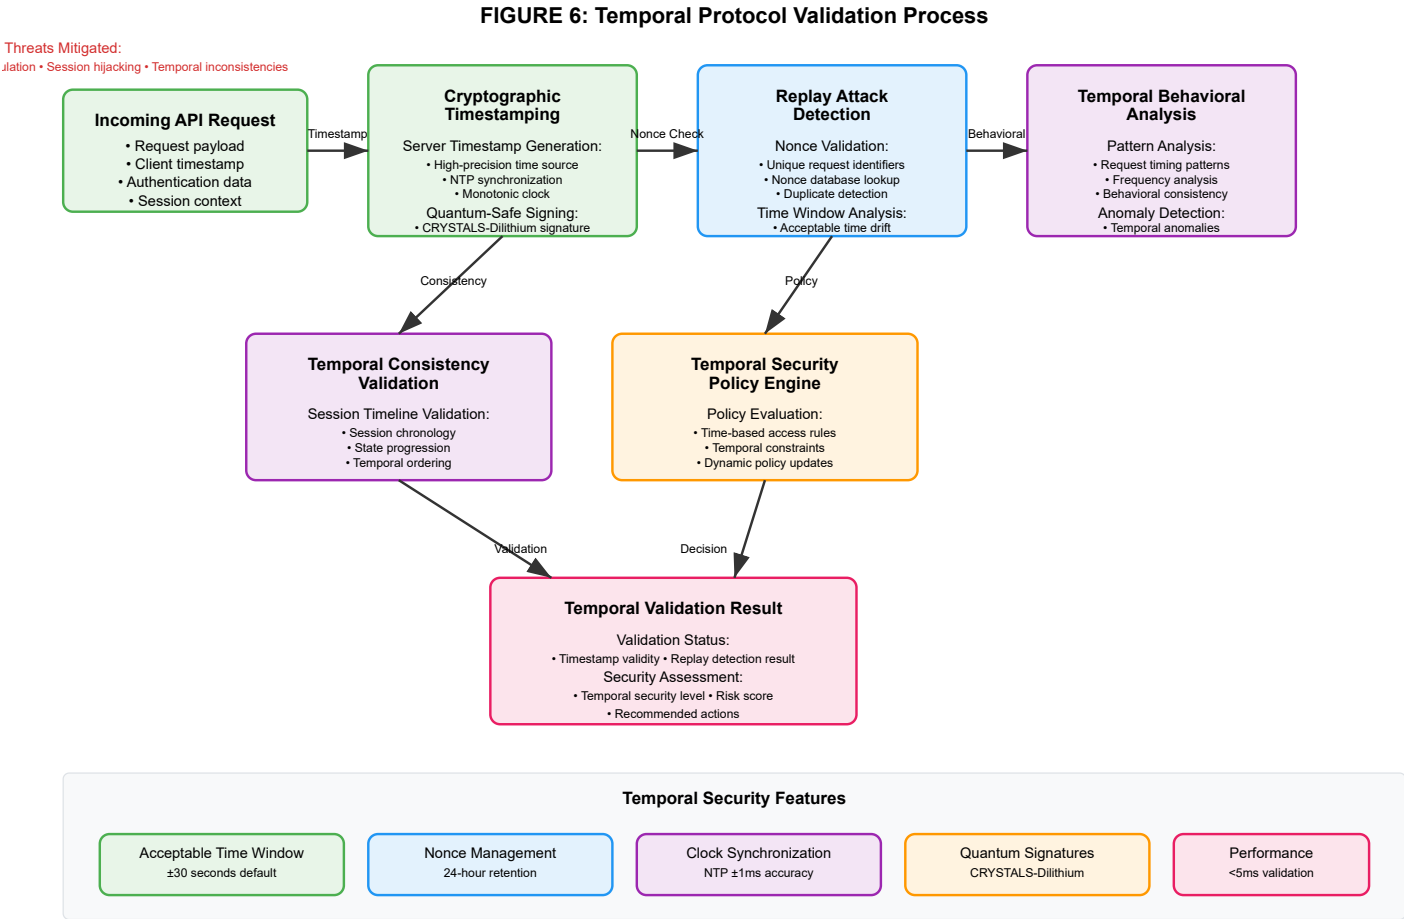 FIGURE 6: Temporal Protocol Validation Process
Threats Mitigated:
• Session hijacking • Temporal inconsistencies
Incoming API Request
• Request payload
• Client timestamp
• Authentication data
• Session context
Timestamp
Cryptographic
Timestamping
Server Timestamp Generation:
• High-precision time source
• NTP synchronization
• Monotonic clock
Quantum-Safe Signing:
• CRYSTALS-Dilithium signature
Nonce Check
Replay Attack
Detection
Nonce Validation:
• Unique request identifiers
• Nonce database lookup
• Duplicate detection
Time Window Analysis:
• Acceptable time drift
Behavioral
Temporal Behavioral
Analysis
Pattern Analysis:
• Request timing patterns
• Frequency analysis
• Behavioral consistency
Anomaly Detection:
• Temporal anomalies
Consistency
Policy
Temporal Consistency
Validation
Session Timeline Validation:
• Session chronology
• State progression
• Temporal ordering
Temporal Security
Policy Engine
Policy Evaluation:
• Time-based access rules
• Temporal constraints
• Dynamic policy updates
Validation
Decision
Temporal Validation Result
Validation Status:
• Timestamp validity • Replay detection result
Security Assessment:
• Temporal security level • Risk score
• Recommended actions
Temporal Security Features
Acceptable Time Window
±30 seconds default
Nonce Management
24-hour retention
Clock Synchronization
NTP ±1ms accuracy
Quantum Signatures
CRYSTALS-Dilithium
Performance
<5ms validation